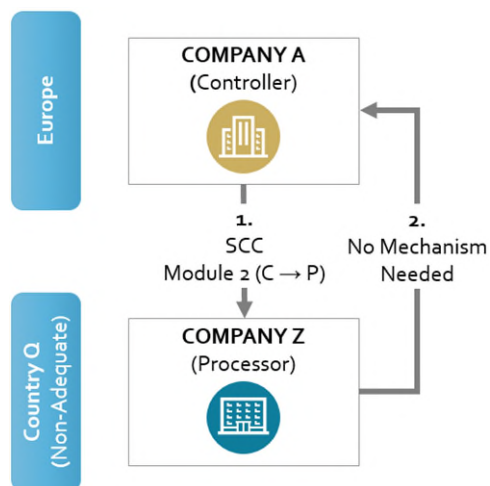 Europe
COMPANY A
(Controller)
1.
SCC
Module 2 (C → P)
2.
No Mechanism
Needed
Country Q
(Non-Adequate)
COMPANY Z
(Processor)